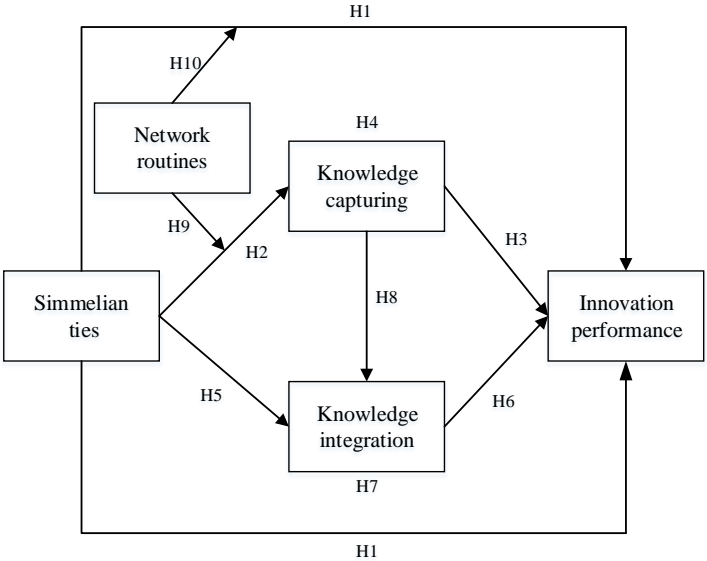 H1
H10
Network
routines
H4
Knowledge
capturing
H9
H2
H3
Simmelian
ties
H8
Innovation
performance
H5
H6
Knowledge
integration
H7
H1